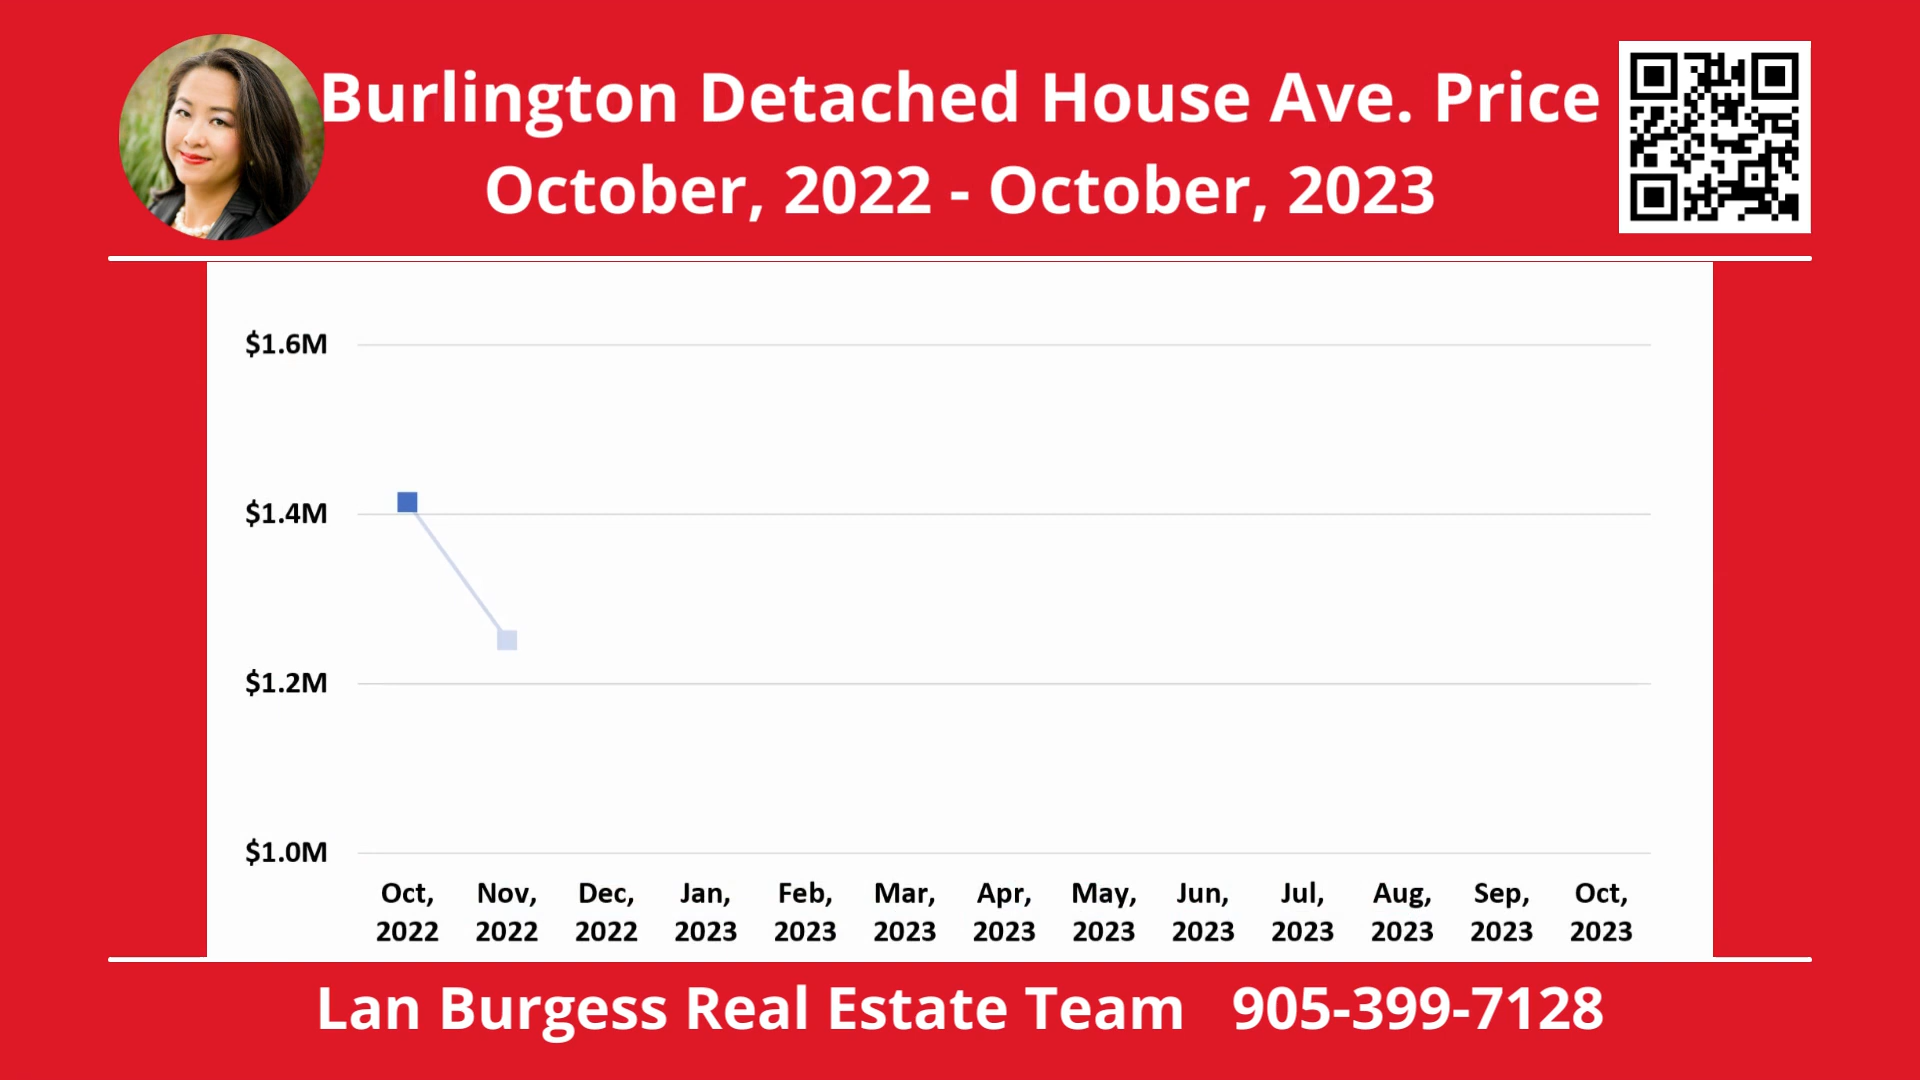 Burlington Detached House Ave. Price
October, 2022 - October, 2023
$1.6M
$1.4M
$1.2M
$1.0M
Oct, Nov, Dec, Jan, Feb, Mar, Apr, May, Jun, Jul, Aug, Sep, Oct,
2022 2022 2022 2023 2023 2023 2023 2023 2023 2023 2023 2023 2023
Lan Burgess Real Estate Team 905-399-7128